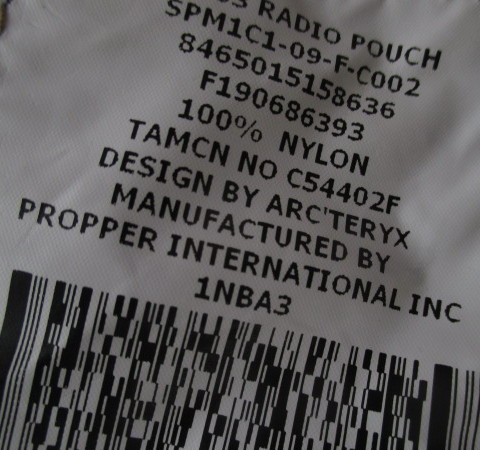 RADIO POUCH
SPM1C1-09-F-C002
8465015158636
F190686393
100% NYLON
TAMCN NO C54402F
DESIGN BY ARC'TERYX
MANUFACTURED BY
PROPPER INTERNATIONAL INC
1NBA3